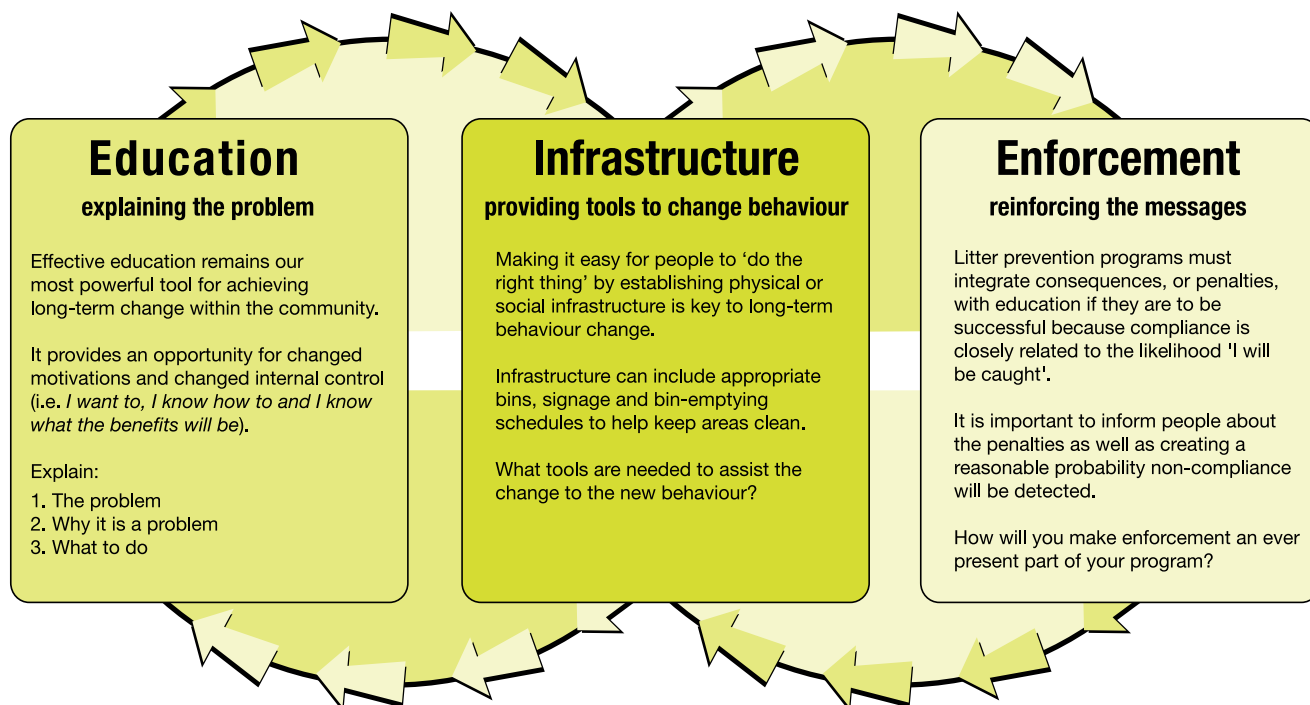 Education
explaining the problem
Effective education remains our
most powerful tool for achieving
long-term change within the community.
It provides an opportunity for changed
motivations and changed internal control
(i.e. I want to, I know how to and I know
what the benefits will be).
Explain:
1. The problem
2. Why it is a problem
3. What to do
Infrastructure
providing tools to change behaviour
Making it easy for people to ‘do the
right thing’ by establishing physical or
social infrastructure is key to long-term
behaviour change.
Infrastructure can include appropriate
bins, signage and bin-emptying
schedules to help keep areas clean.
What tools are needed to assist the
change to the new behaviour?
Enforcement
reinforcing the messages
Litter prevention programs must
integrate consequences, or penalties,
with education if they are to be
successful because compliance is
closely related to the likelihood 'I will
be caught'.
It is important to inform people about
the penalties as well as creating a
reasonable probability non-compliance
will be detected.
How will you make enforcement an ever
present part of your program?